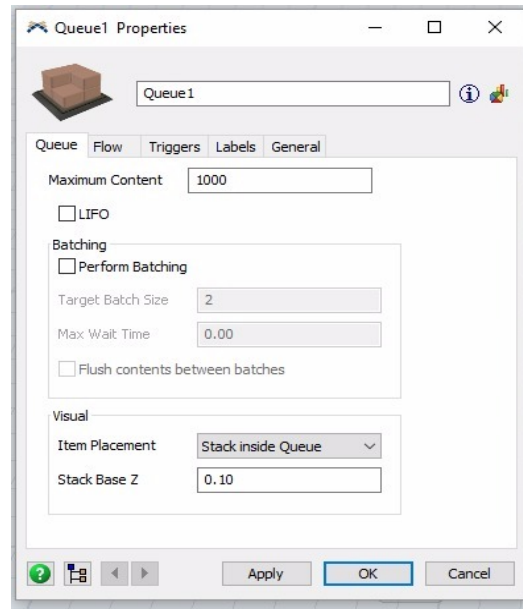 Queue1 Properties
Queue1
Queue Flow Triggers Labels General
Maximum Content 1000
LIFO
Batching
Perform Batching
Target Batch Size 2
Max Wait Time 0.00
Flush contents between batches
Visual
Item Placement Stack inside Queue
Stack Base Z 0.10
Apply OK Cancel